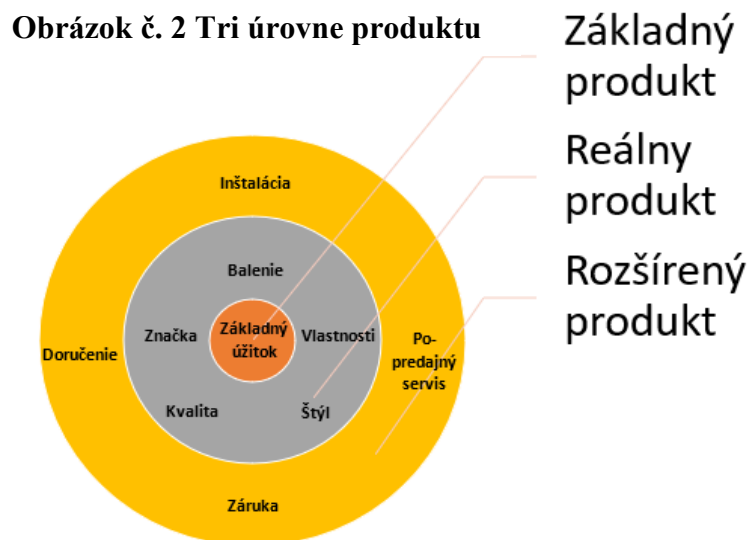 Obrázok č. 2 Tri úrovne produktu
Základný
produkt
Reálny
produkt
Rozšírený
produkt
Inštalácia
Balenie
Značka
Základný
úžitok
Vlastnosti
Doručenie
Po-
predajný
servis
Kvalita
Štýl
Záruka